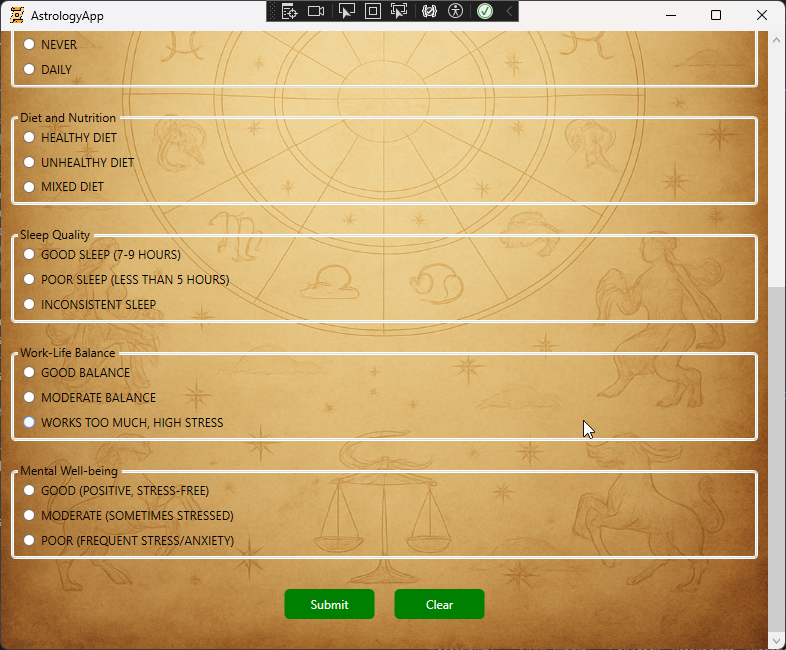 AstrologyApp
NEVER
DAILY
Diet and Nutrition
HEALTHY DIET
UNHEALTHY DIET
MIXED DIET
Sleep Quality
GOOD SLEEP (7-9 HOURS)
POOR SLEEP (LESS THAN 5 HOURS)
INCONSISTENT SLEEP
Work-Life Balance
GOOD BALANCE
MODERATE BALANCE
WORKS TOO MUCH, HIGH STRESS
Mental Well-being
GOOD (POSITIVE, STRESS-FREE)
MODERATE (SOMETIMES STRESSED)
POOR (FREQUENT STRESS/ANXIETY)
Submit
Clear